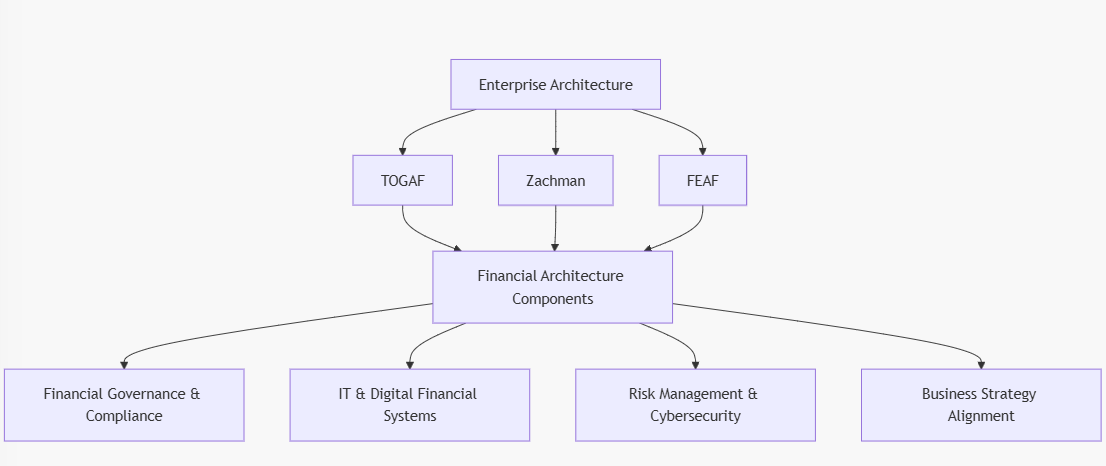 Enterprise Architecture
TOGAF
Zachman
FEAF
Financial Architecture
Components
Financial Governance &
Compliance
IT & Digital Financial
Systems
Risk Management &
Cybersecurity
Business Strategy
Alignment